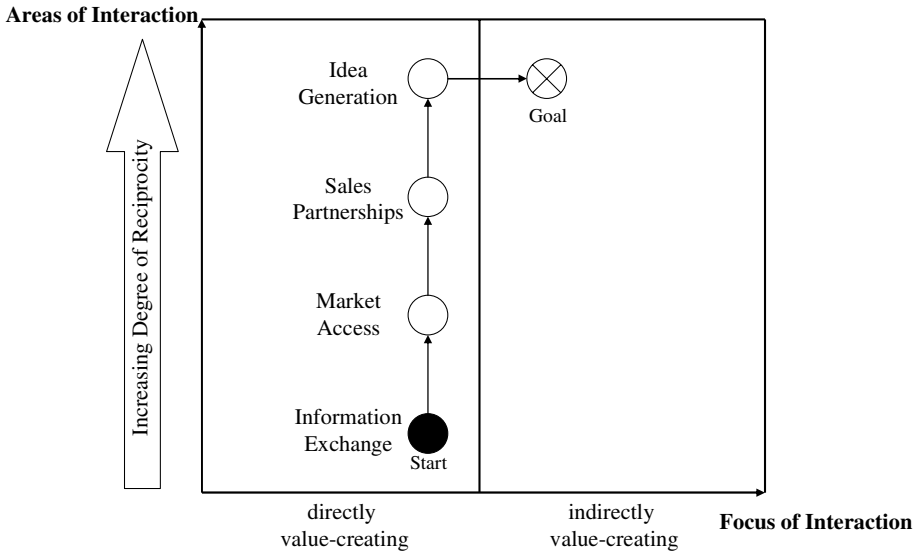 Areas of Interaction
Increasing Degree of Reciprocity
Idea
Generation
Goal
Sales
Partnerships
Market
Access
Information
Exchange
Start
directly
value-creating
indirectly
value-creating
Focus of Interaction